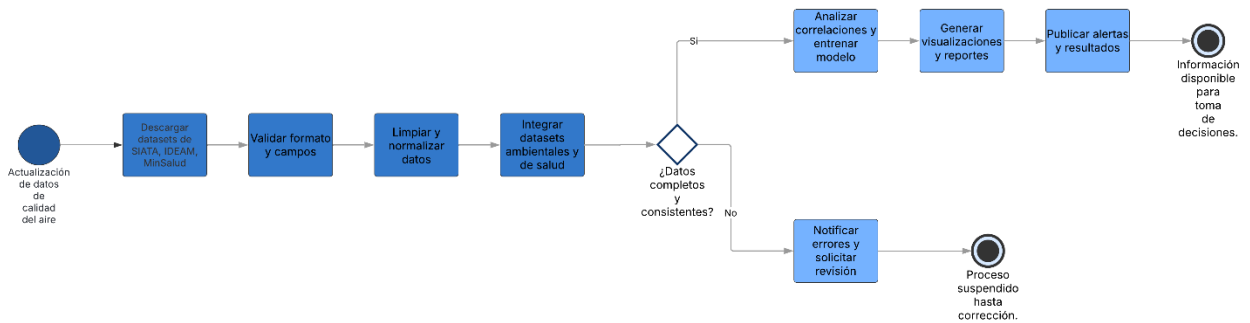 Actualización
de datos
de
calidad
del aire
Descargar
datasets de
SIATA, IDEAM,
MinSalud
Validar formato
y campos
Limpiar y
normalizar
datos
Integrar
datasets
ambientales y
de salud
¿Datos
completos
y
consistentes?
Si
Analizar
correlaciones y
entrenar
modelo
Generar
visualizaciones
y reportes
Publicar alertas
y resultados
Información
disponible
para
toma
de
decisiones.
No
Notificar
errores y
solicitar
revisión
Proceso
suspendido
hasta
corrección.